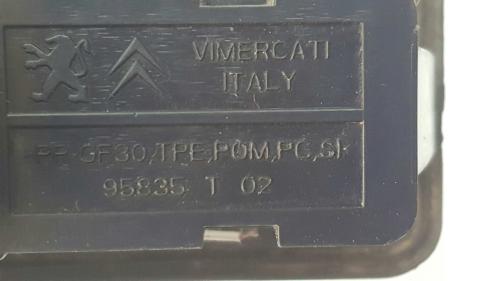 VIMERCATI
ITALY
PP-GF30,TPE,POM,PC,SI
95835 T 02